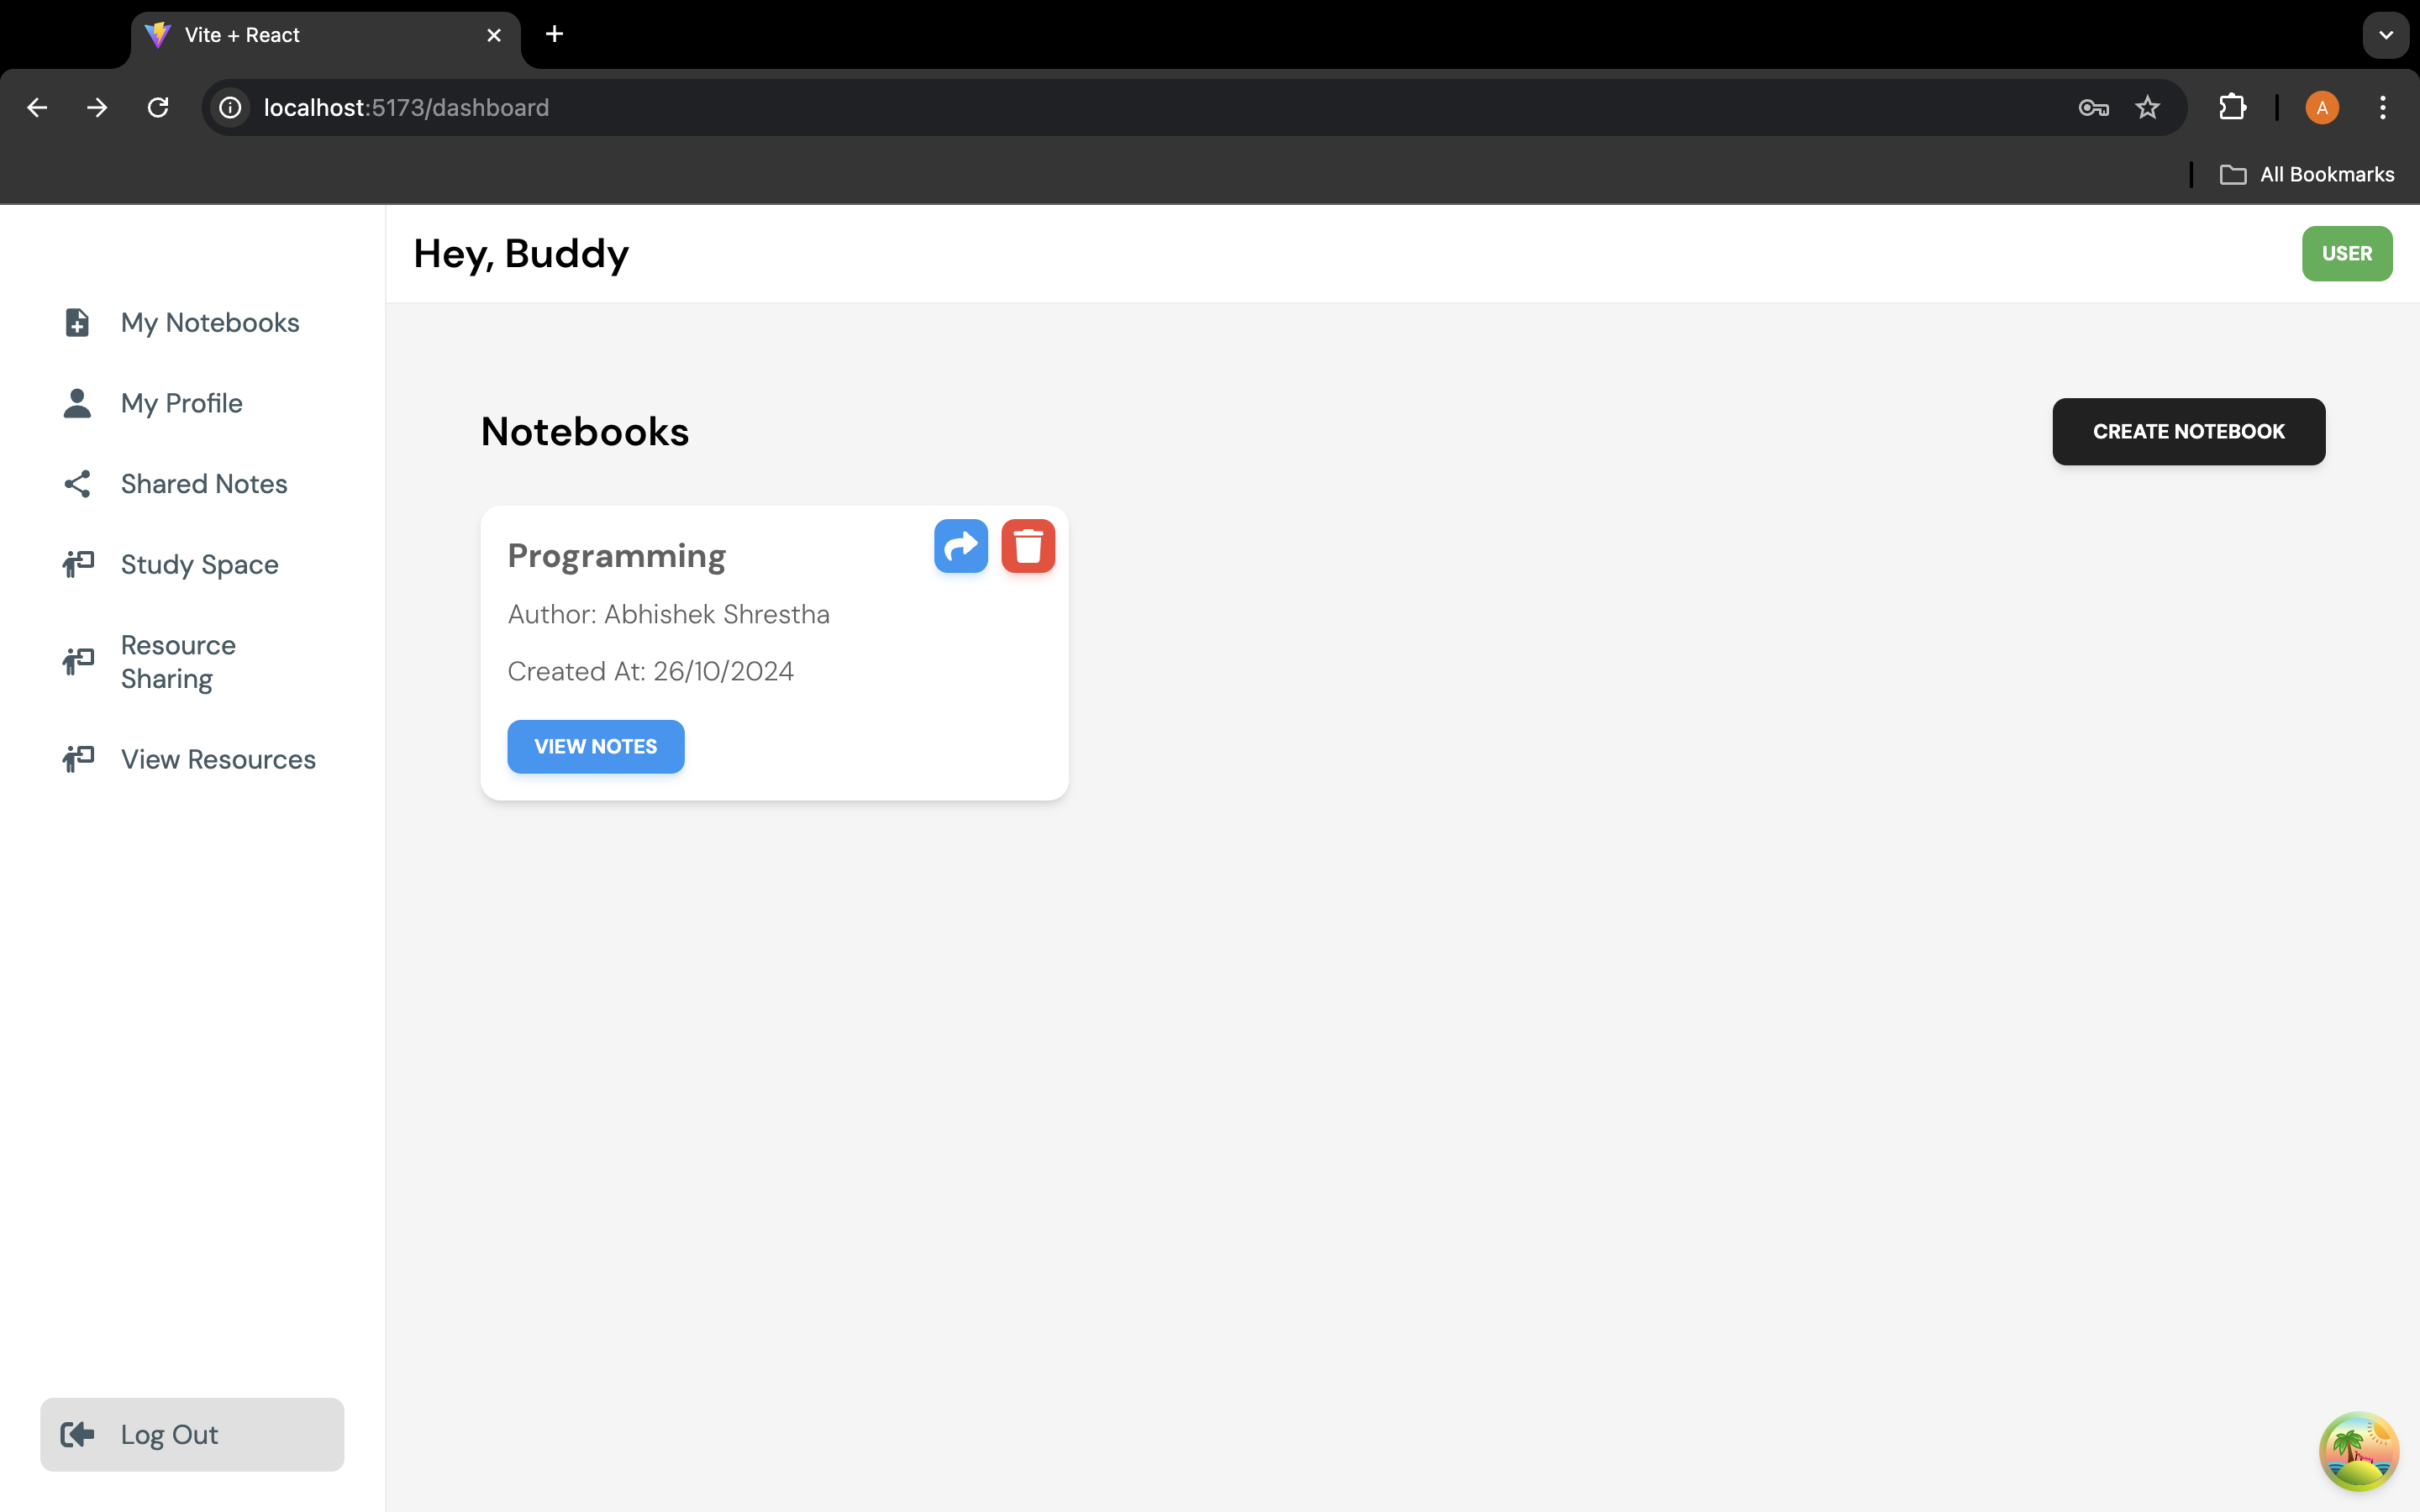 Vite + React
localhost:5173/dashboard
A
All Bookmarks
Hey, Buddy
USER
My Notebooks
My Profile
Shared Notes
Study Space
Resource
Sharing
View Resources
Log Out
Notebooks
CREATE NOTEBOOK
Programming
Author: Abhishek Shrestha
Created At: 26/10/2024
VIEW NOTES